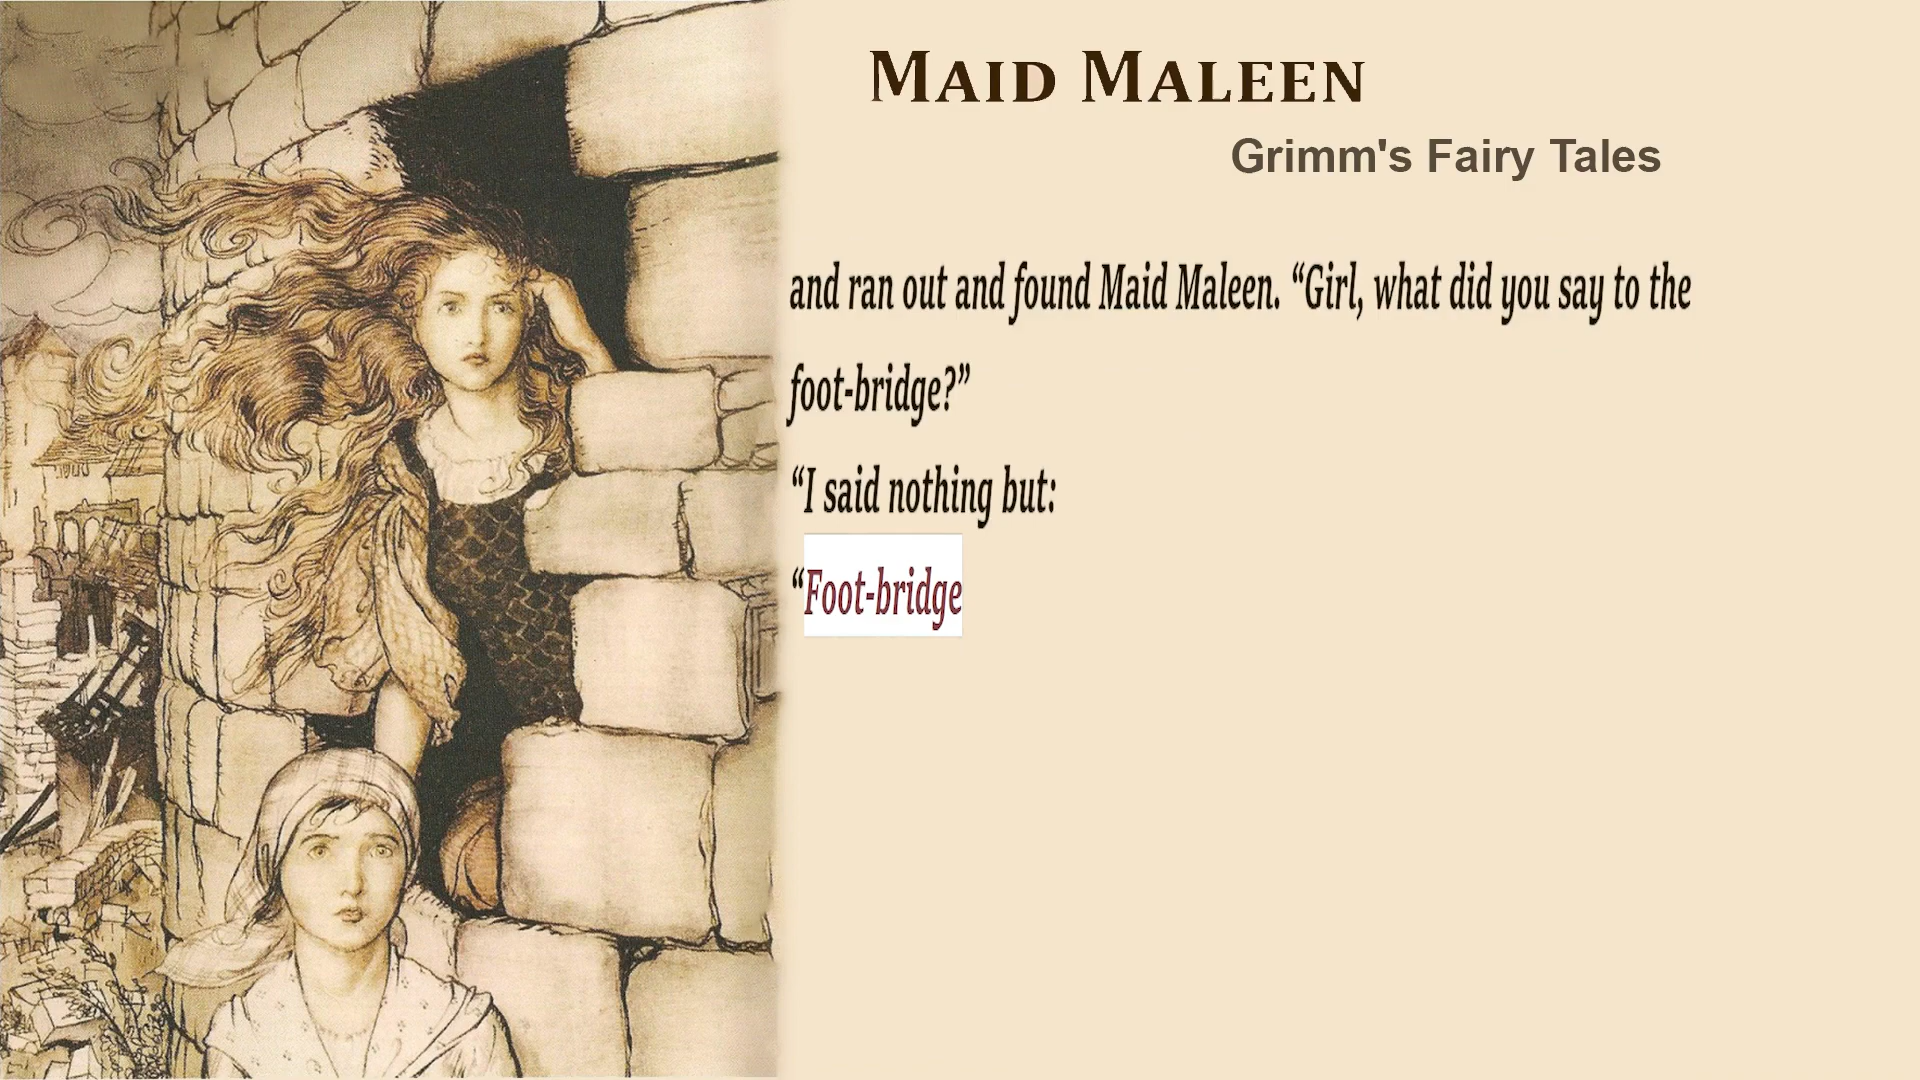 Maid Maleen
Grimm's Fairy Tales
and ran out and found Maid Maleen. “Girl, what did you say to the
foot-bridge?”
“I said nothing but:
“Foot-bridge